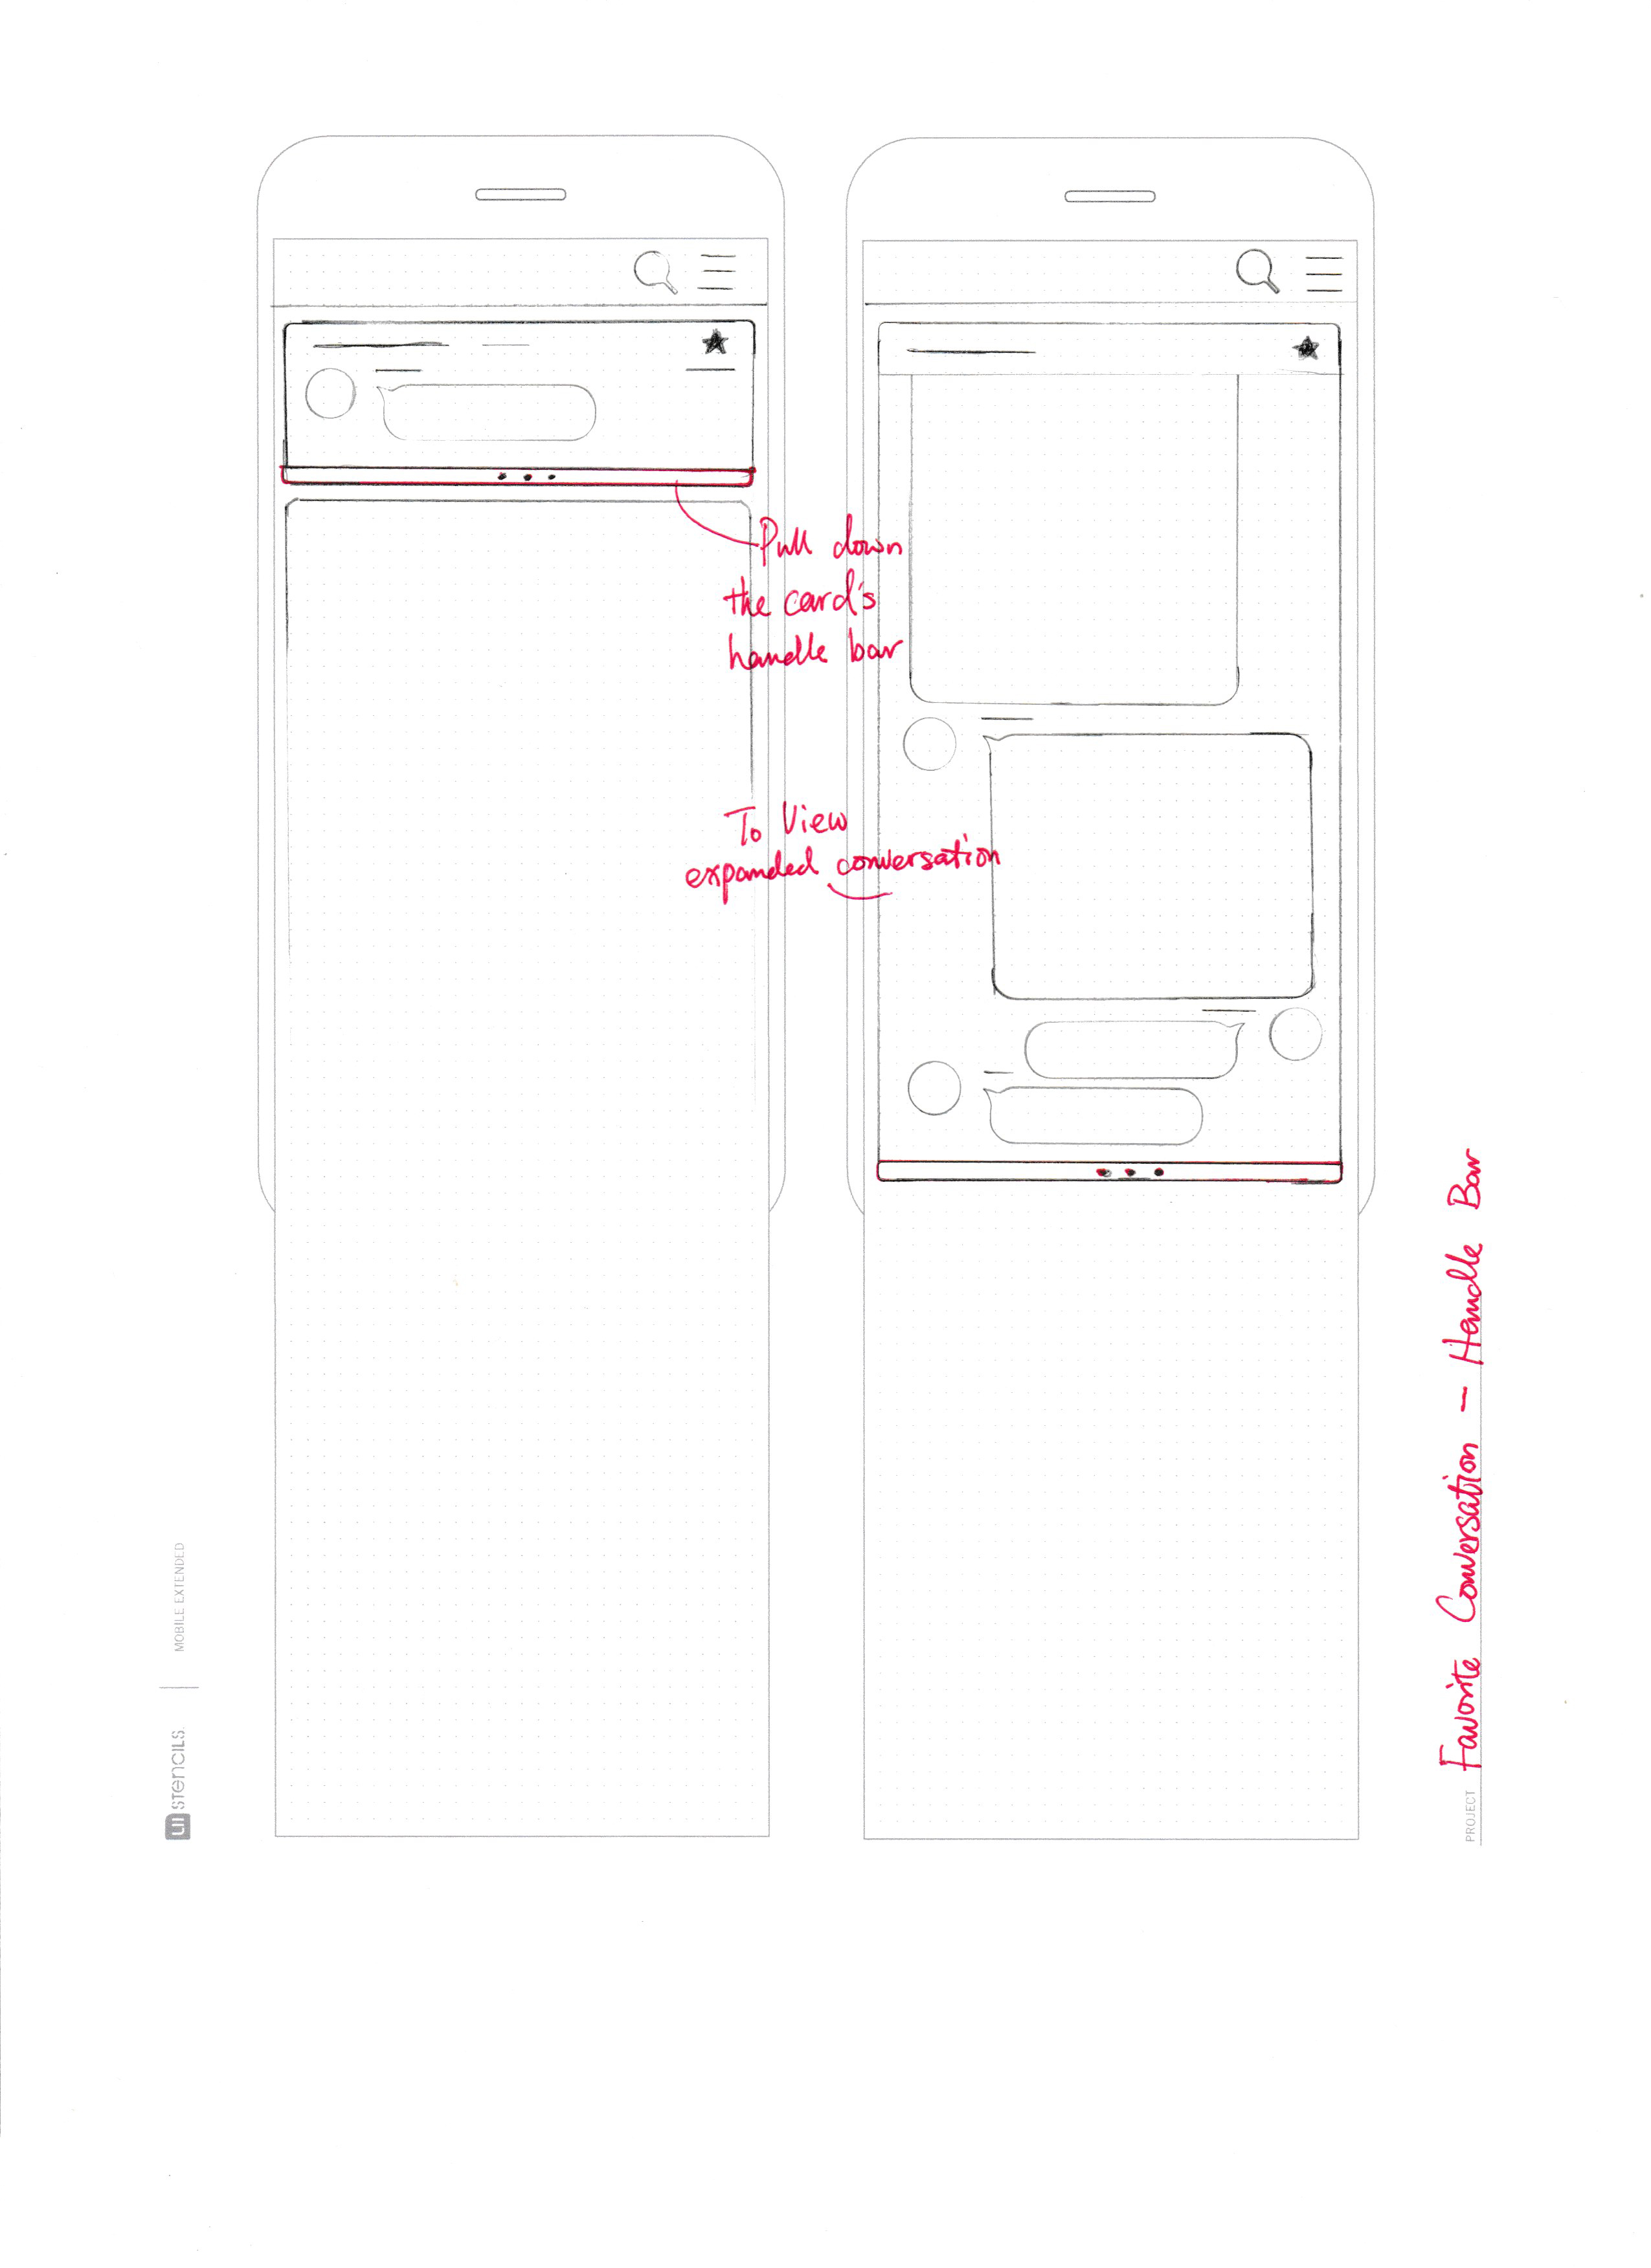 Pull down
the card's
handle bar
To View
expanded conversation
MOBILE EXTENDED
UI STENCILS
PROJECT Favorite Conversation - Handle Bar